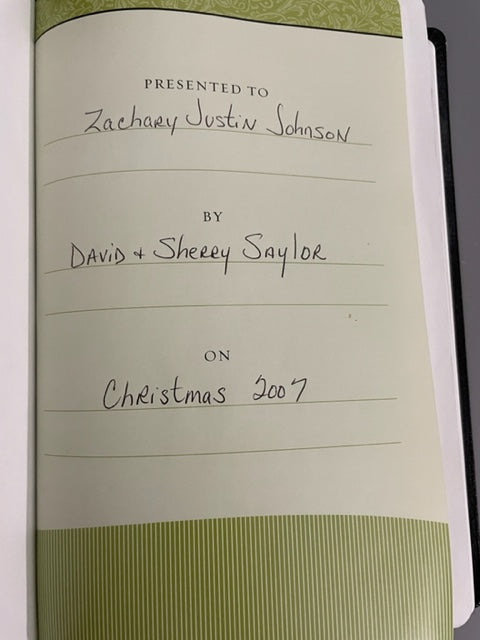 PRESENTED TO
Zachary Justin Johnson
BY
David + Sherry Saylor
ON
Christmas 2007